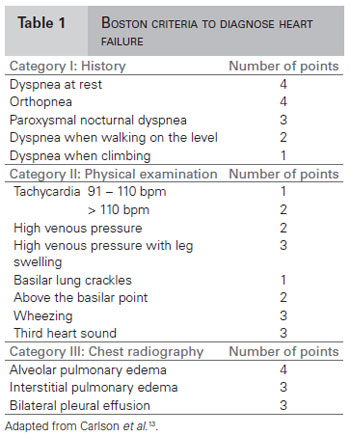 Table 1
BOSTON CRITERIA TO DIAGNOSE HEART
FAILURE
Category I: History Number of points
Dyspnea at rest 4
Orthopnea 4
Paroxysmal nocturnal dyspnea 3
Dyspnea when walking on the level 2
Dyspnea when climbing 1
Category II: Physical examination Number of points
Tachycardia 91 – 110 bpm 1
> 110 bpm 2
High venous pressure 2
High venous pressure with leg 3
swelling
Basilar lung crackles 1
Above the basilar point 2
Wheezing 3
Third heart sound 3
Category III: Chest radiography Number of points
Alveolar pulmonary edema 4
Interstitial pulmonary edema 3
Bilateral pleural effusion 3
Adapted from Carlson et al.¹³.